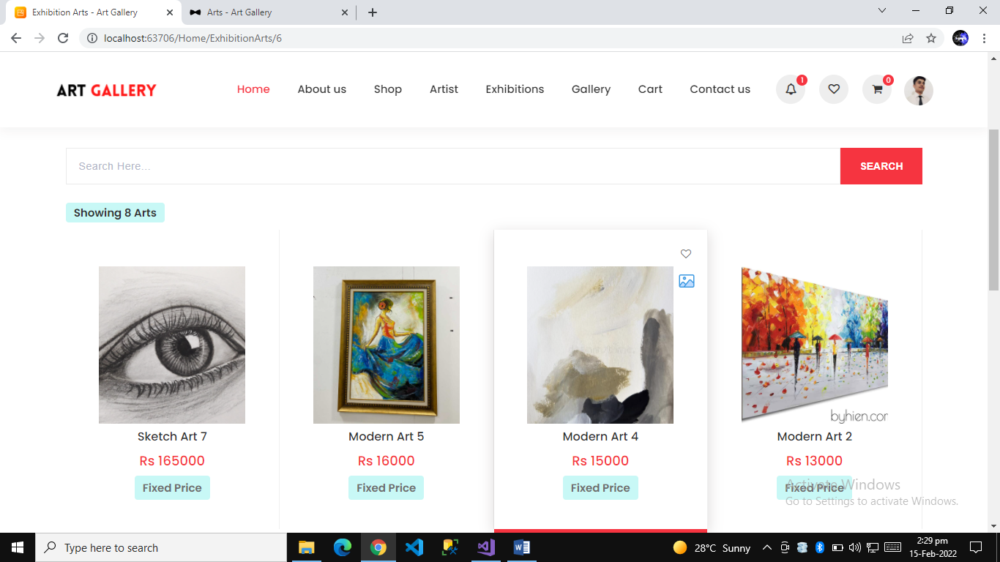 Exhibition Arts - Art Gallery
Arts - Art Gallery
localhost:63706/Home/ExhibitionArts/6
ART GALLERY
Home About us Shop Artist Exhibitions Gallery Cart Contact us
1
0
Search Here...
SEARCH
Showing 8 Arts
byhien.com
Sketch Art 7
Rs 165000
Fixed Price
Modern Art 5
Rs 16000
Fixed Price
Modern Art 4
Rs 15000
Fixed Price
Modern Art 2
Rs 13000
Fixed Price
Activate Windows
Go to Settings to activate Windows.
Type here to search
28°C Sunny
2:29 pm
15-Feb-2022